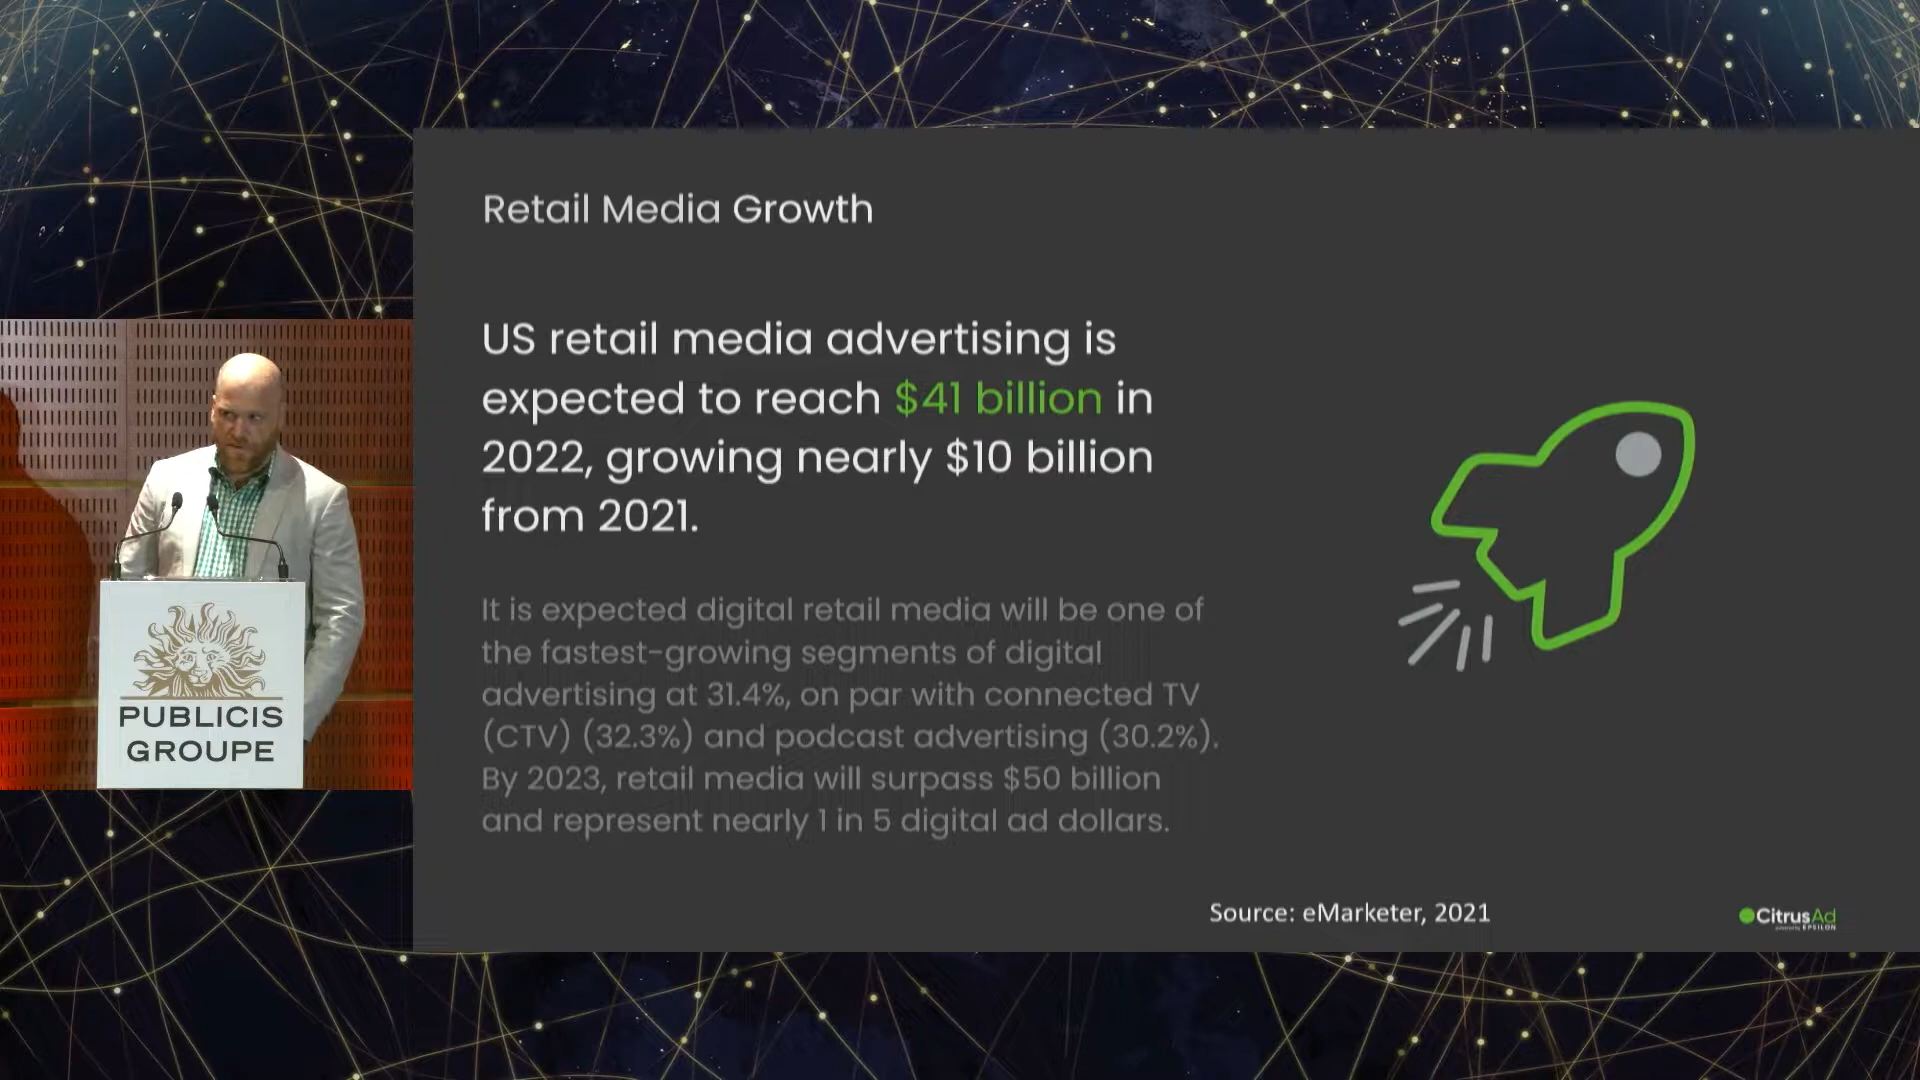 Retail Media Growth
US retail media advertising is
expected to reach $41 billion in
2022, growing nearly $10 billion
from 2021.
It is expected digital retail media will be one of
the fastest-growing segments of digital
advertising at 31.4%, on par with connected TV
(CTV) (32.3%) and podcast advertising (30.2%).
By 2023, retail media will surpass $50 billion
and represent nearly 1 in 5 digital ad dollars.
Source: eMarketer, 2021
CitrusAd
powered by EPSILON
PUBLICIS
GROUPE